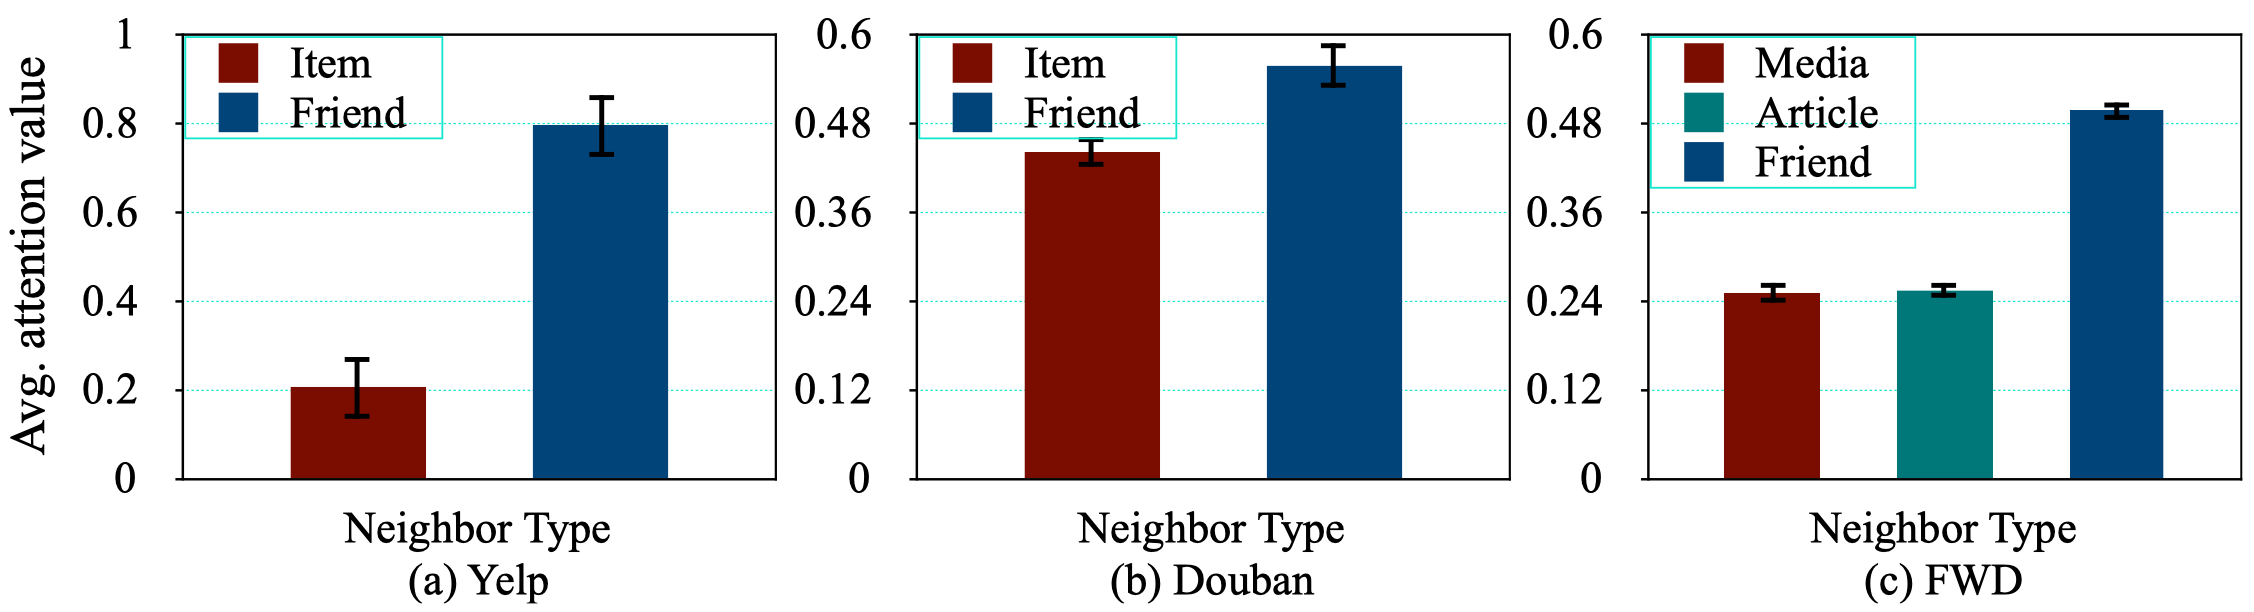 Avg. attention value
1
0.8
0.6
0.4
0.2
0
Item
Friend
Neighbor Type
(a) Yelp
0.6
0.48
0.36
0.24
0.12
0
Item
Friend
Neighbor Type
(b) Douban
0.6
0.48
0.36
0.24
0.12
0
Media
Article
Friend
Neighbor Type
(c) FWD